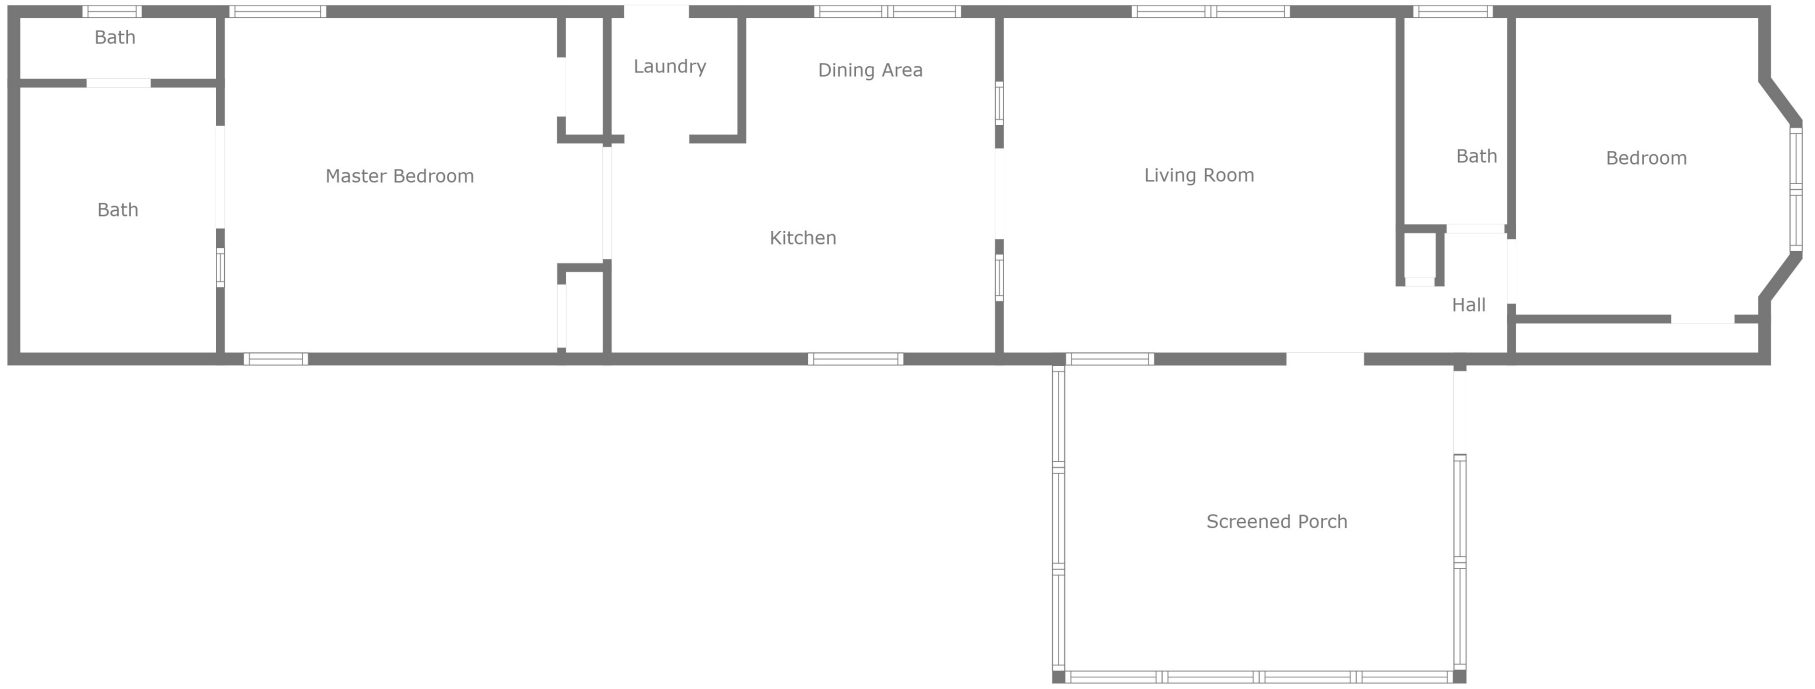 Bath
Laundry
Dining Area
Bath
Bedroom
Master Bedroom
Living Room
Bath
Kitchen
Hall
Screened Porch